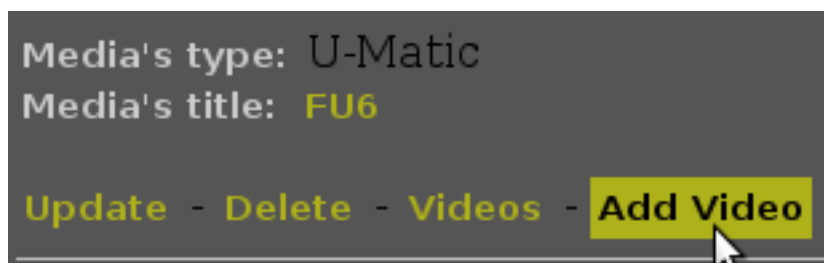 Media's type: U-Matic
Media's title: FU6
Update - Delete - Videos - Add Video